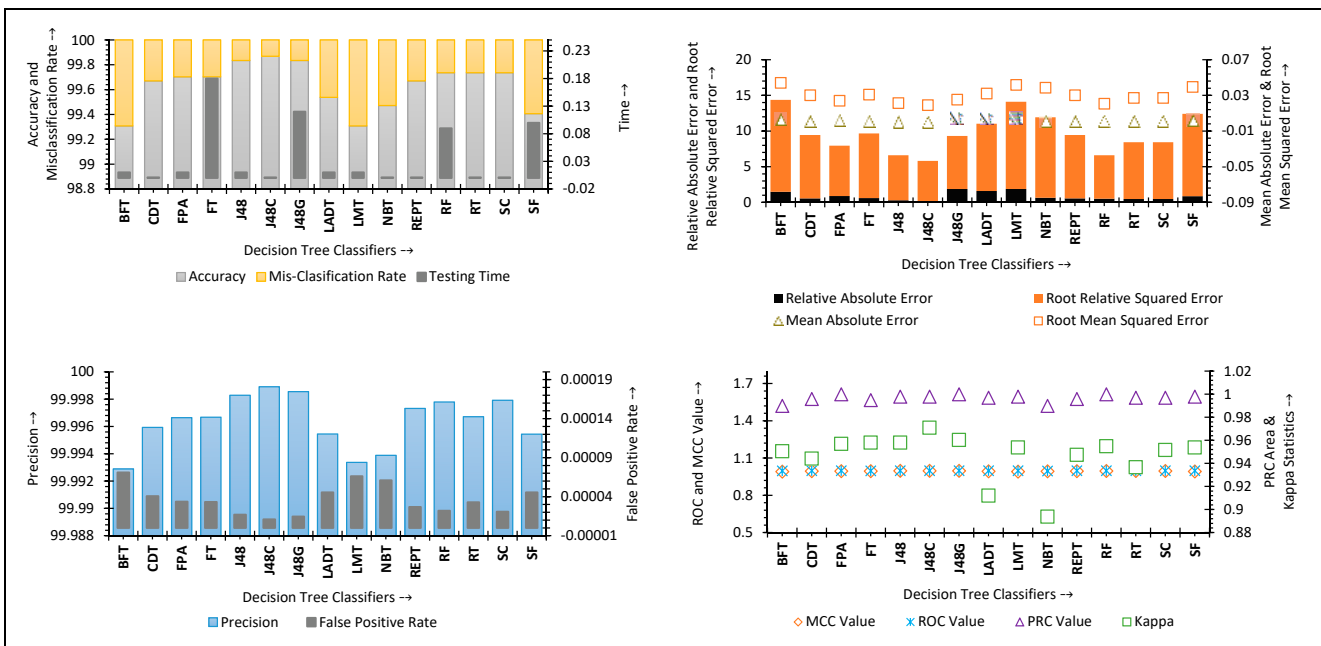 Accuracy and
Misclassification Rate →
100
99.8
99.6
99.4
99.2
99
98.8
0.23
0.18
0.13
0.08
0.03
-0.02
Time →
BFT CDT FPA FT J48 J48C J48G LADT LMT NBT REPT RF RT SC SF
Decision Tree Classifiers →
Accuracy Mis-Clasification Rate Testing Time
Relative Absolute Error and Root
Relative Squared Error →
20
15
10
5
0
0.07
0.03
-0.01
-0.05
-0.09
Mean Absolute Error & Root
Mean Squared Error →
BFT CDT FPA FT J48 J48C J48G LADT LMT NBT REPT RF RT SC SF
Decision Tree Classifiers →
Relative Absolute Error Root Relative Squared Error
Mean Absolute Error Root Mean Squared Error
Precision →
100
99.998
99.996
99.994
99.992
99.99
99.988
0.00019
0.00014
0.00009
0.00004
-0.00001
False Positive Rate →
BFT CDT FPA FT J48 J48C J48G LADT LMT NBT REPT RF RT SC SF
Decision Tree Classifiers →
Precision False Positive Rate
ROC and MCC Value →
1.7
1.4
1.1
0.8
0.5
1.02
1
0.98
0.96
0.94
0.92
0.9
0.88
PRC Area &
Kappa Statistics →
BFT CDT FPA FT J48 J48C J48G LADT LMT NBT REPT RF RT SC SF
Decision Tree Classifiers →
MCC Value ROC Value PRC Value Kappa